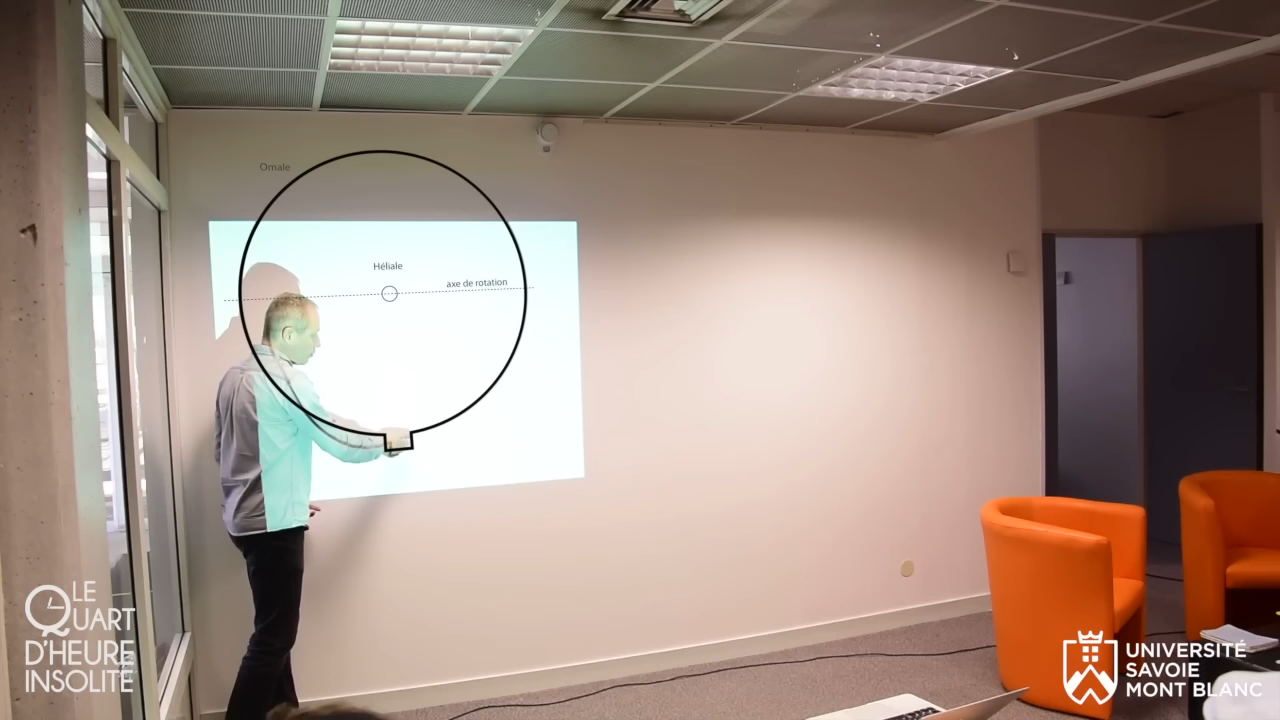 Omale
Héliale
axe de rotation
LE
QUART
D'HEURE
INSOLITE
UNIVERSITÉ
SAVOIE
MONT BLANC